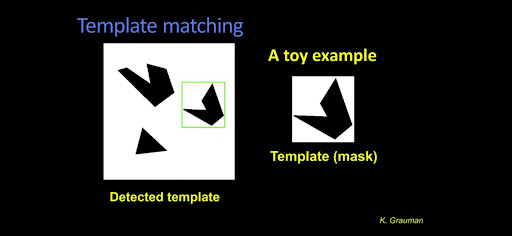 Template matching
A toy example
Template (mask)
Detected template
K. Grauman